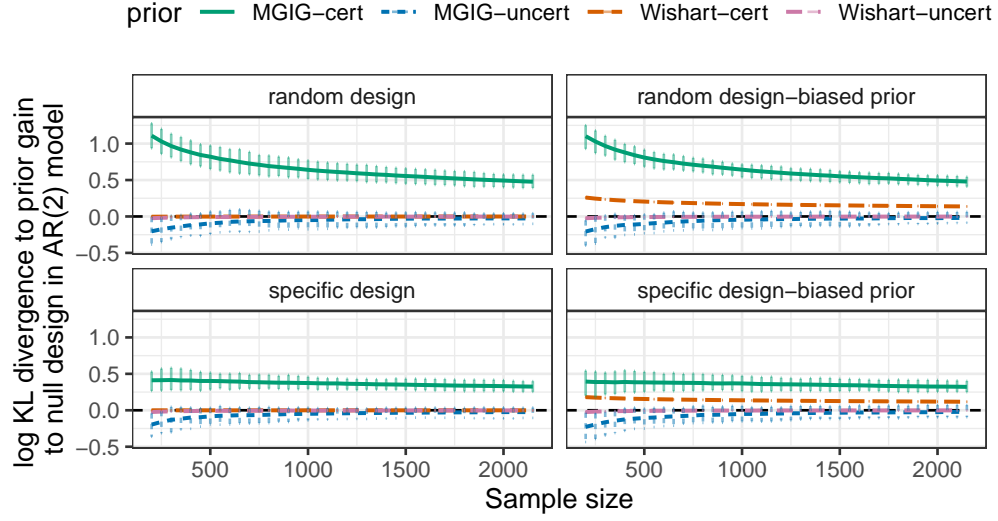 prior MGIG−cert MGIG−uncert Wishart−cert Wishart−uncert
random design
random design−biased prior
1.0
0.5
0.0
−0.5
specific design
specific design−biased prior
1.0
0.5
0.0
−0.5
500 1000 1500 2000
500 1000 1500 2000
Sample size
log KL divergence to prior gain
to null design in AR(2) model